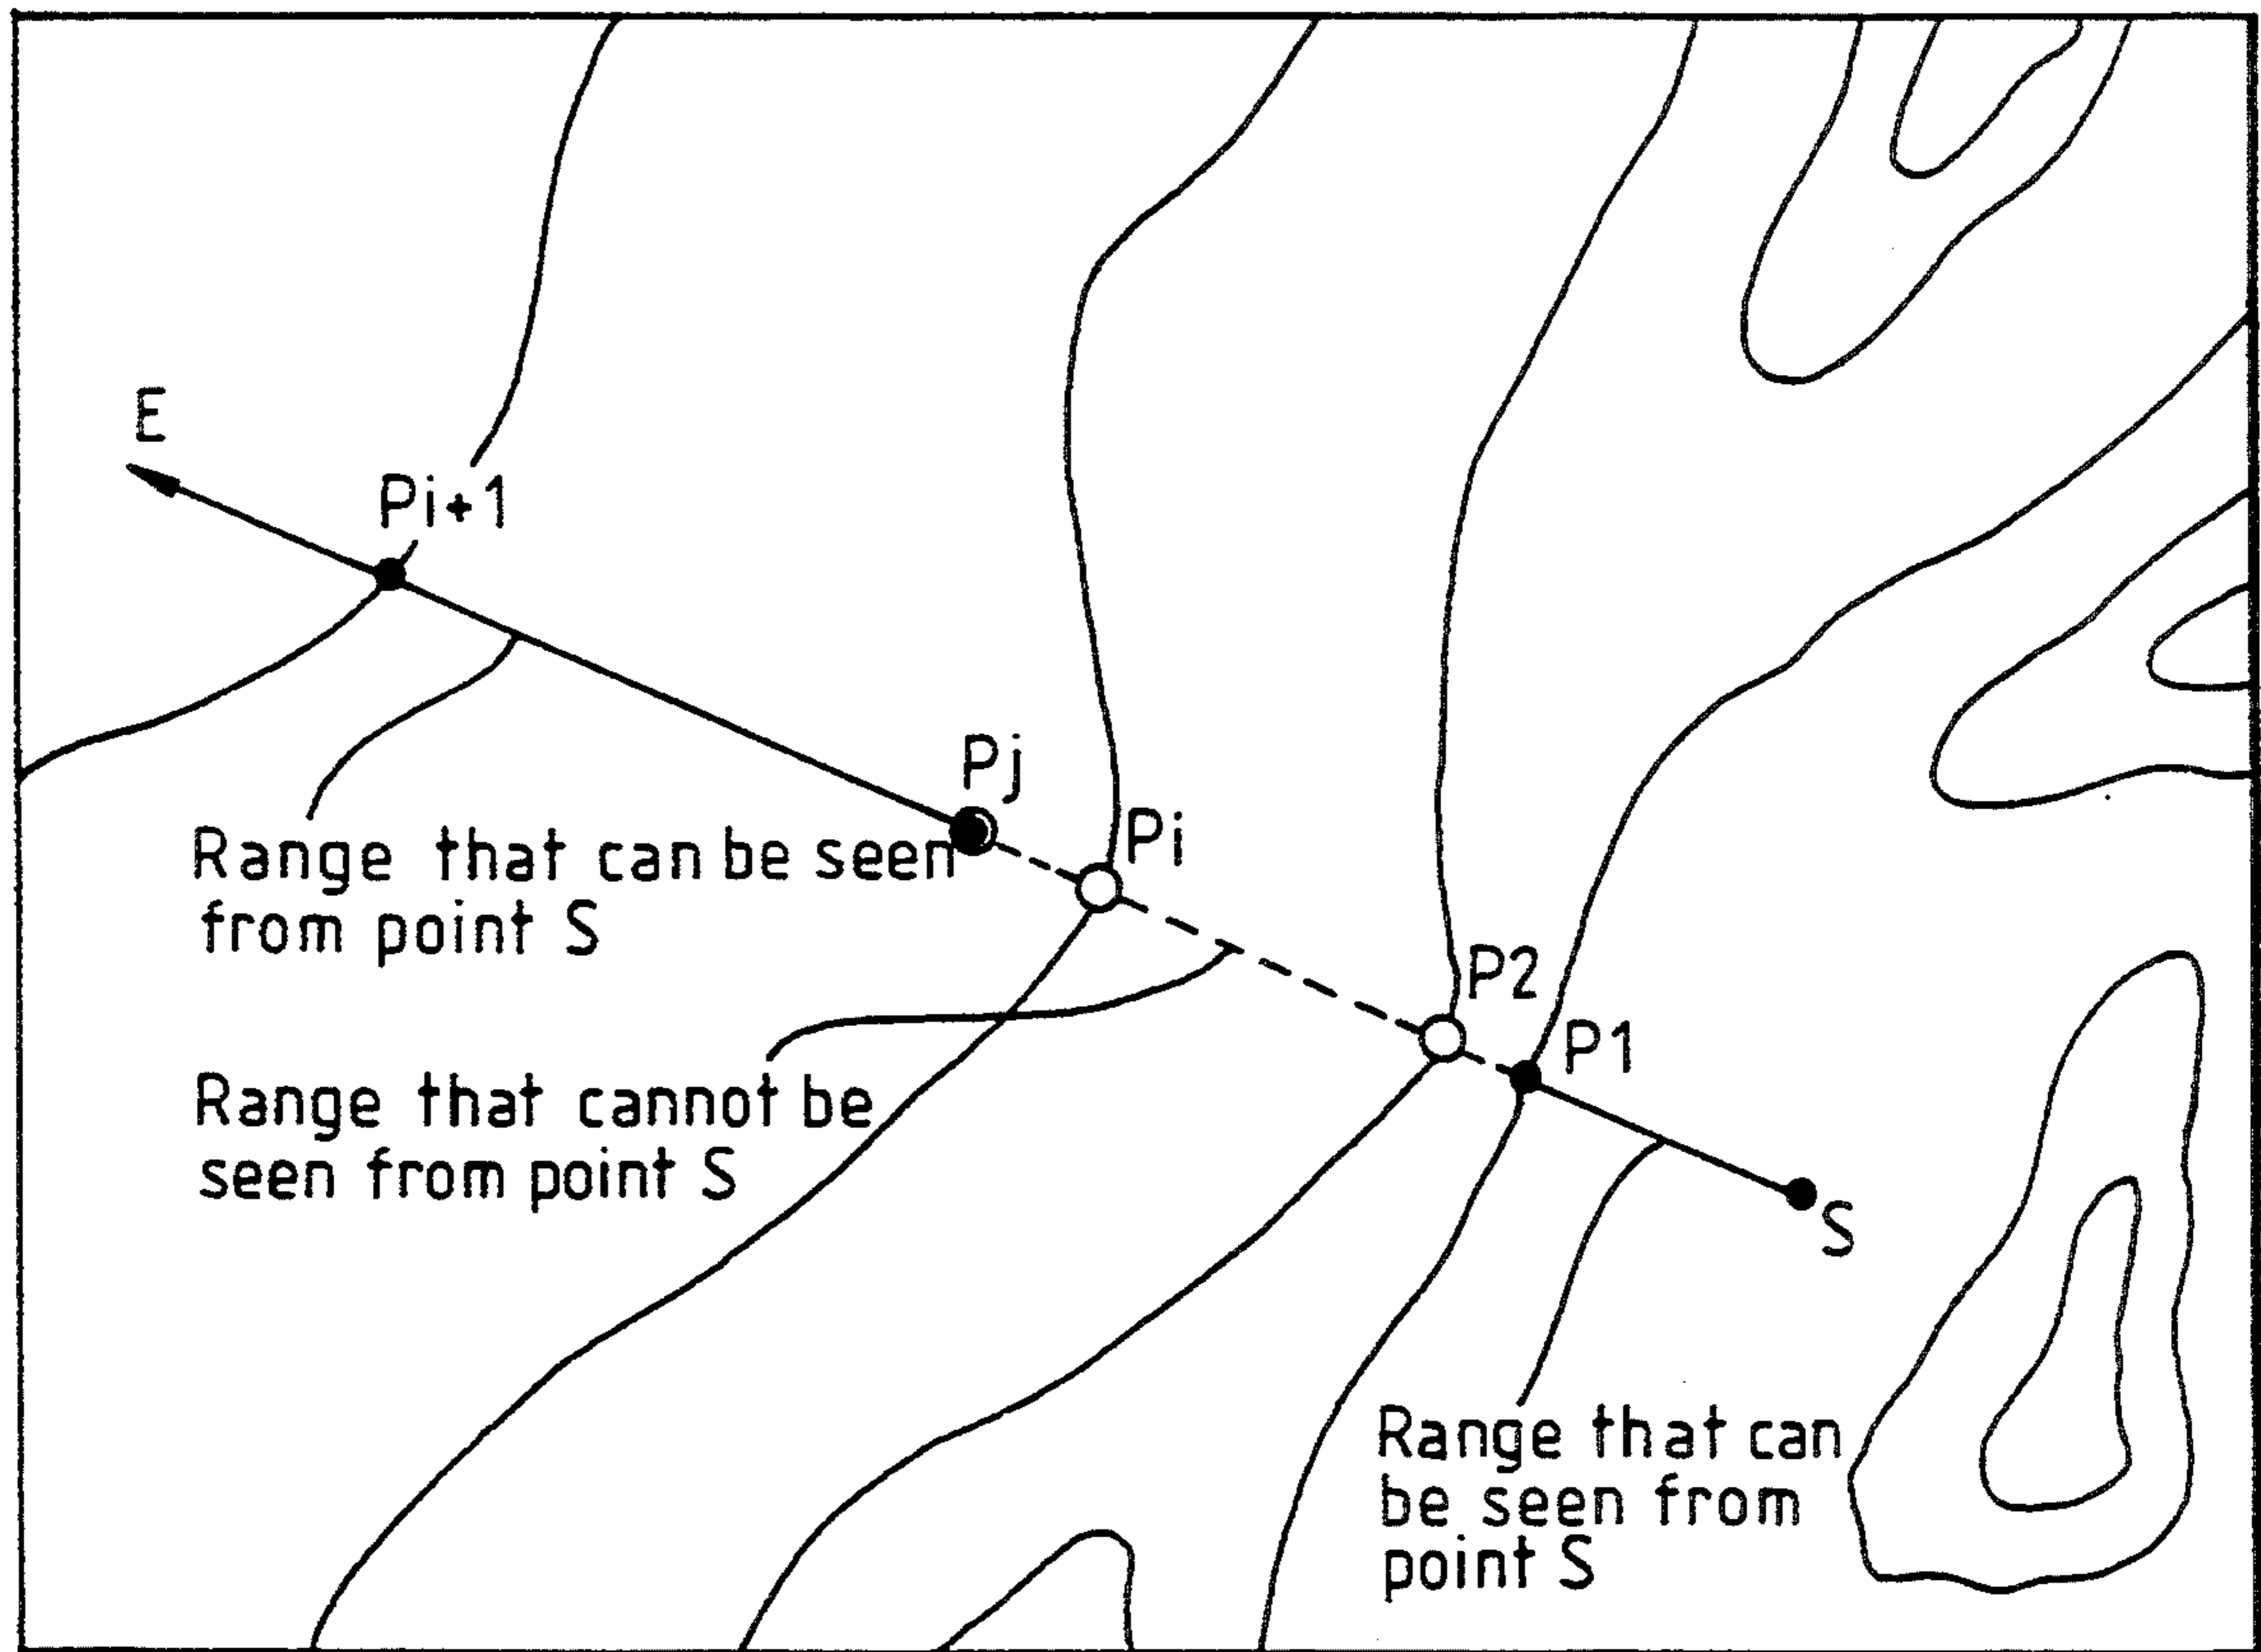 E
Pi+1
Pj
Pi
Range that can be seen
from point S
P2
P1
Range that cannot be
seen from point S
S
Range that can
be seen from
point S